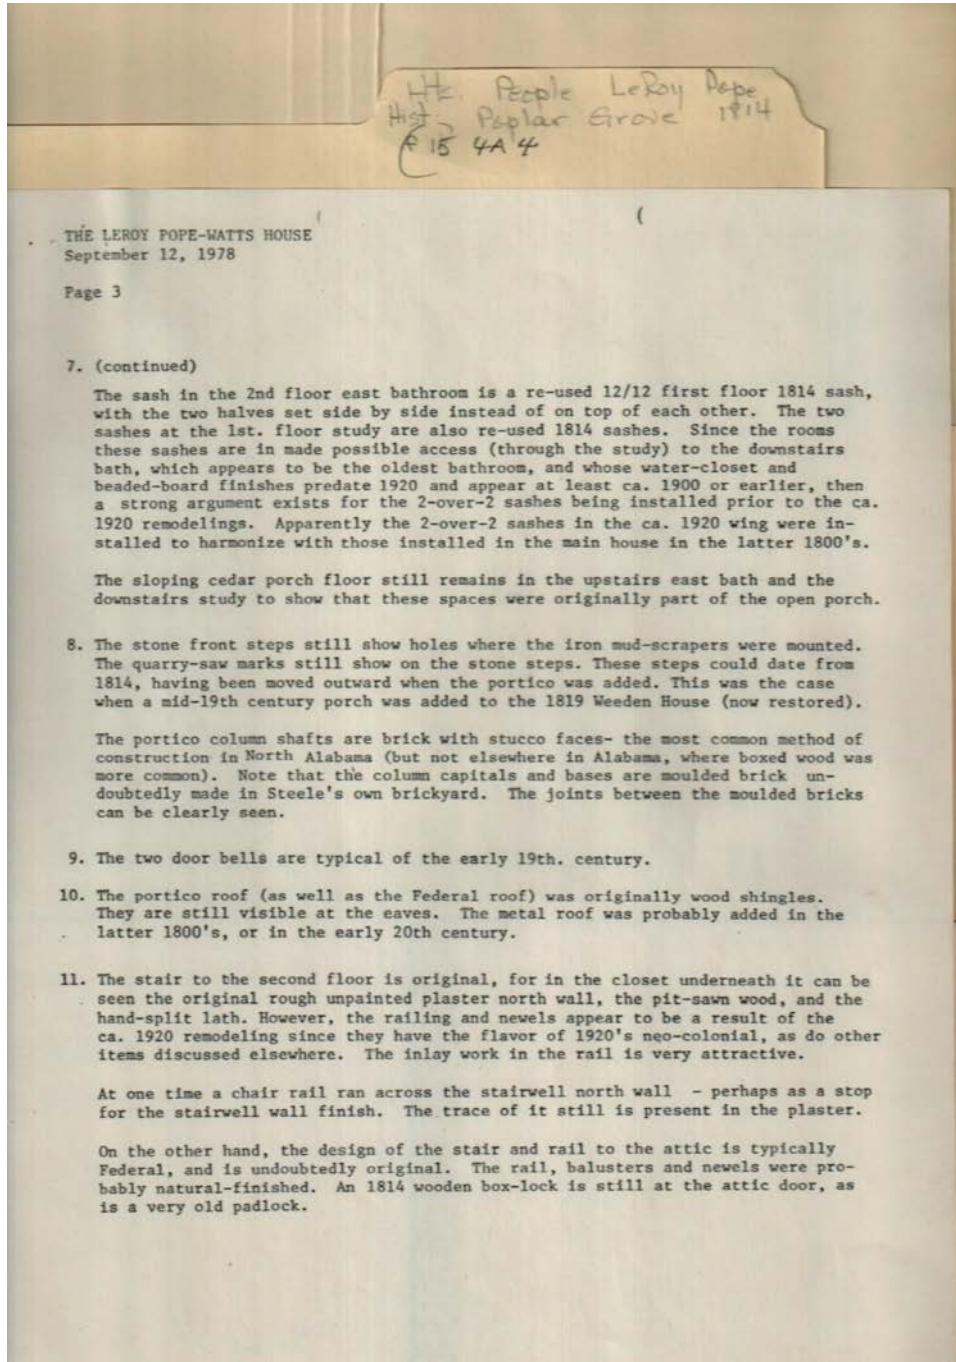 Hts. People LeRoy Pope
Hist. Poplar Grove 1814
F 15 4A 4
THE LEROY POPE-WATTS HOUSE
September 12, 1978
Page 3
7. (continued)
The sash in the 2nd floor east bathroom is a re-used 12/12 first floor 1814 sash,
with the two halves set side by side instead of on top of each other. The two
sashes at the 1st. floor study are also re-used 1814 sashes. Since the rooms
these sashes are in made possible access (through the study) to the downstairs
bath, which appears to be the oldest bathroom, and whose water-closet and
beaded-board finishes predate 1920 and appear at least ca. 1900 or earlier, then
a strong argument exists for the 2-over-2 sashes being installed prior to the ca.
1920 remodelings. Apparently the 2-over-2 sashes in the ca. 1920 wing were in-
stalled to harmonize with those installed in the main house in the latter 1800's.
The sloping cedar porch floor still remains in the upstairs east bath and the
downstairs study to show that these spaces were originally part of the open porch.
8. The stone front steps still show holes where the iron mud-scrapers were mounted.
The quarry-saw marks still show on the stone steps. These steps could date from
1814, having been moved outward when the portico was added. This was the case
when a mid-19th century porch was added to the 1819 Weeden House (now restored).
The portico column shafts are brick with stucco faces- the most common method of
construction in North Alabama (but not elsewhere in Alabama, where boxed wood was
more common). Note that the column capitals and bases are moulded brick un-
doubtedly made in Steele's own brickyard. The joints between the moulded bricks
can be clearly seen.
9. The two door bells are typical of the early 19th. century.
10. The portico roof (as well as the Federal roof) was originally wood shingles.
They are still visible at the eaves. The metal roof was probably added in the
latter 1800's, or in the early 20th century.
11. The stair to the second floor is original, for in the closet underneath it can be
seen the original rough unpainted plaster north wall, the pit-sawn wood, and the
hand-split lath. However, the railing and newels appear to be a result of the
ca. 1920 remodeling since they have the flavor of 1920's neo-colonial, as do other
items discussed elsewhere. The inlay work in the rail is very attractive.
At one time a chair rail ran across the stairwell north wall - perhaps as a stop
for the stairwell wall finish. The trace of it still is present in the plaster.
On the other hand, the design of the stair and rail to the attic is typically
Federal, and is undoubtedly original. The rail, balusters and newels were pro-
bably natural-finished. An 1814 wooden box-lock is still at the attic door, as
is a very old padlock.